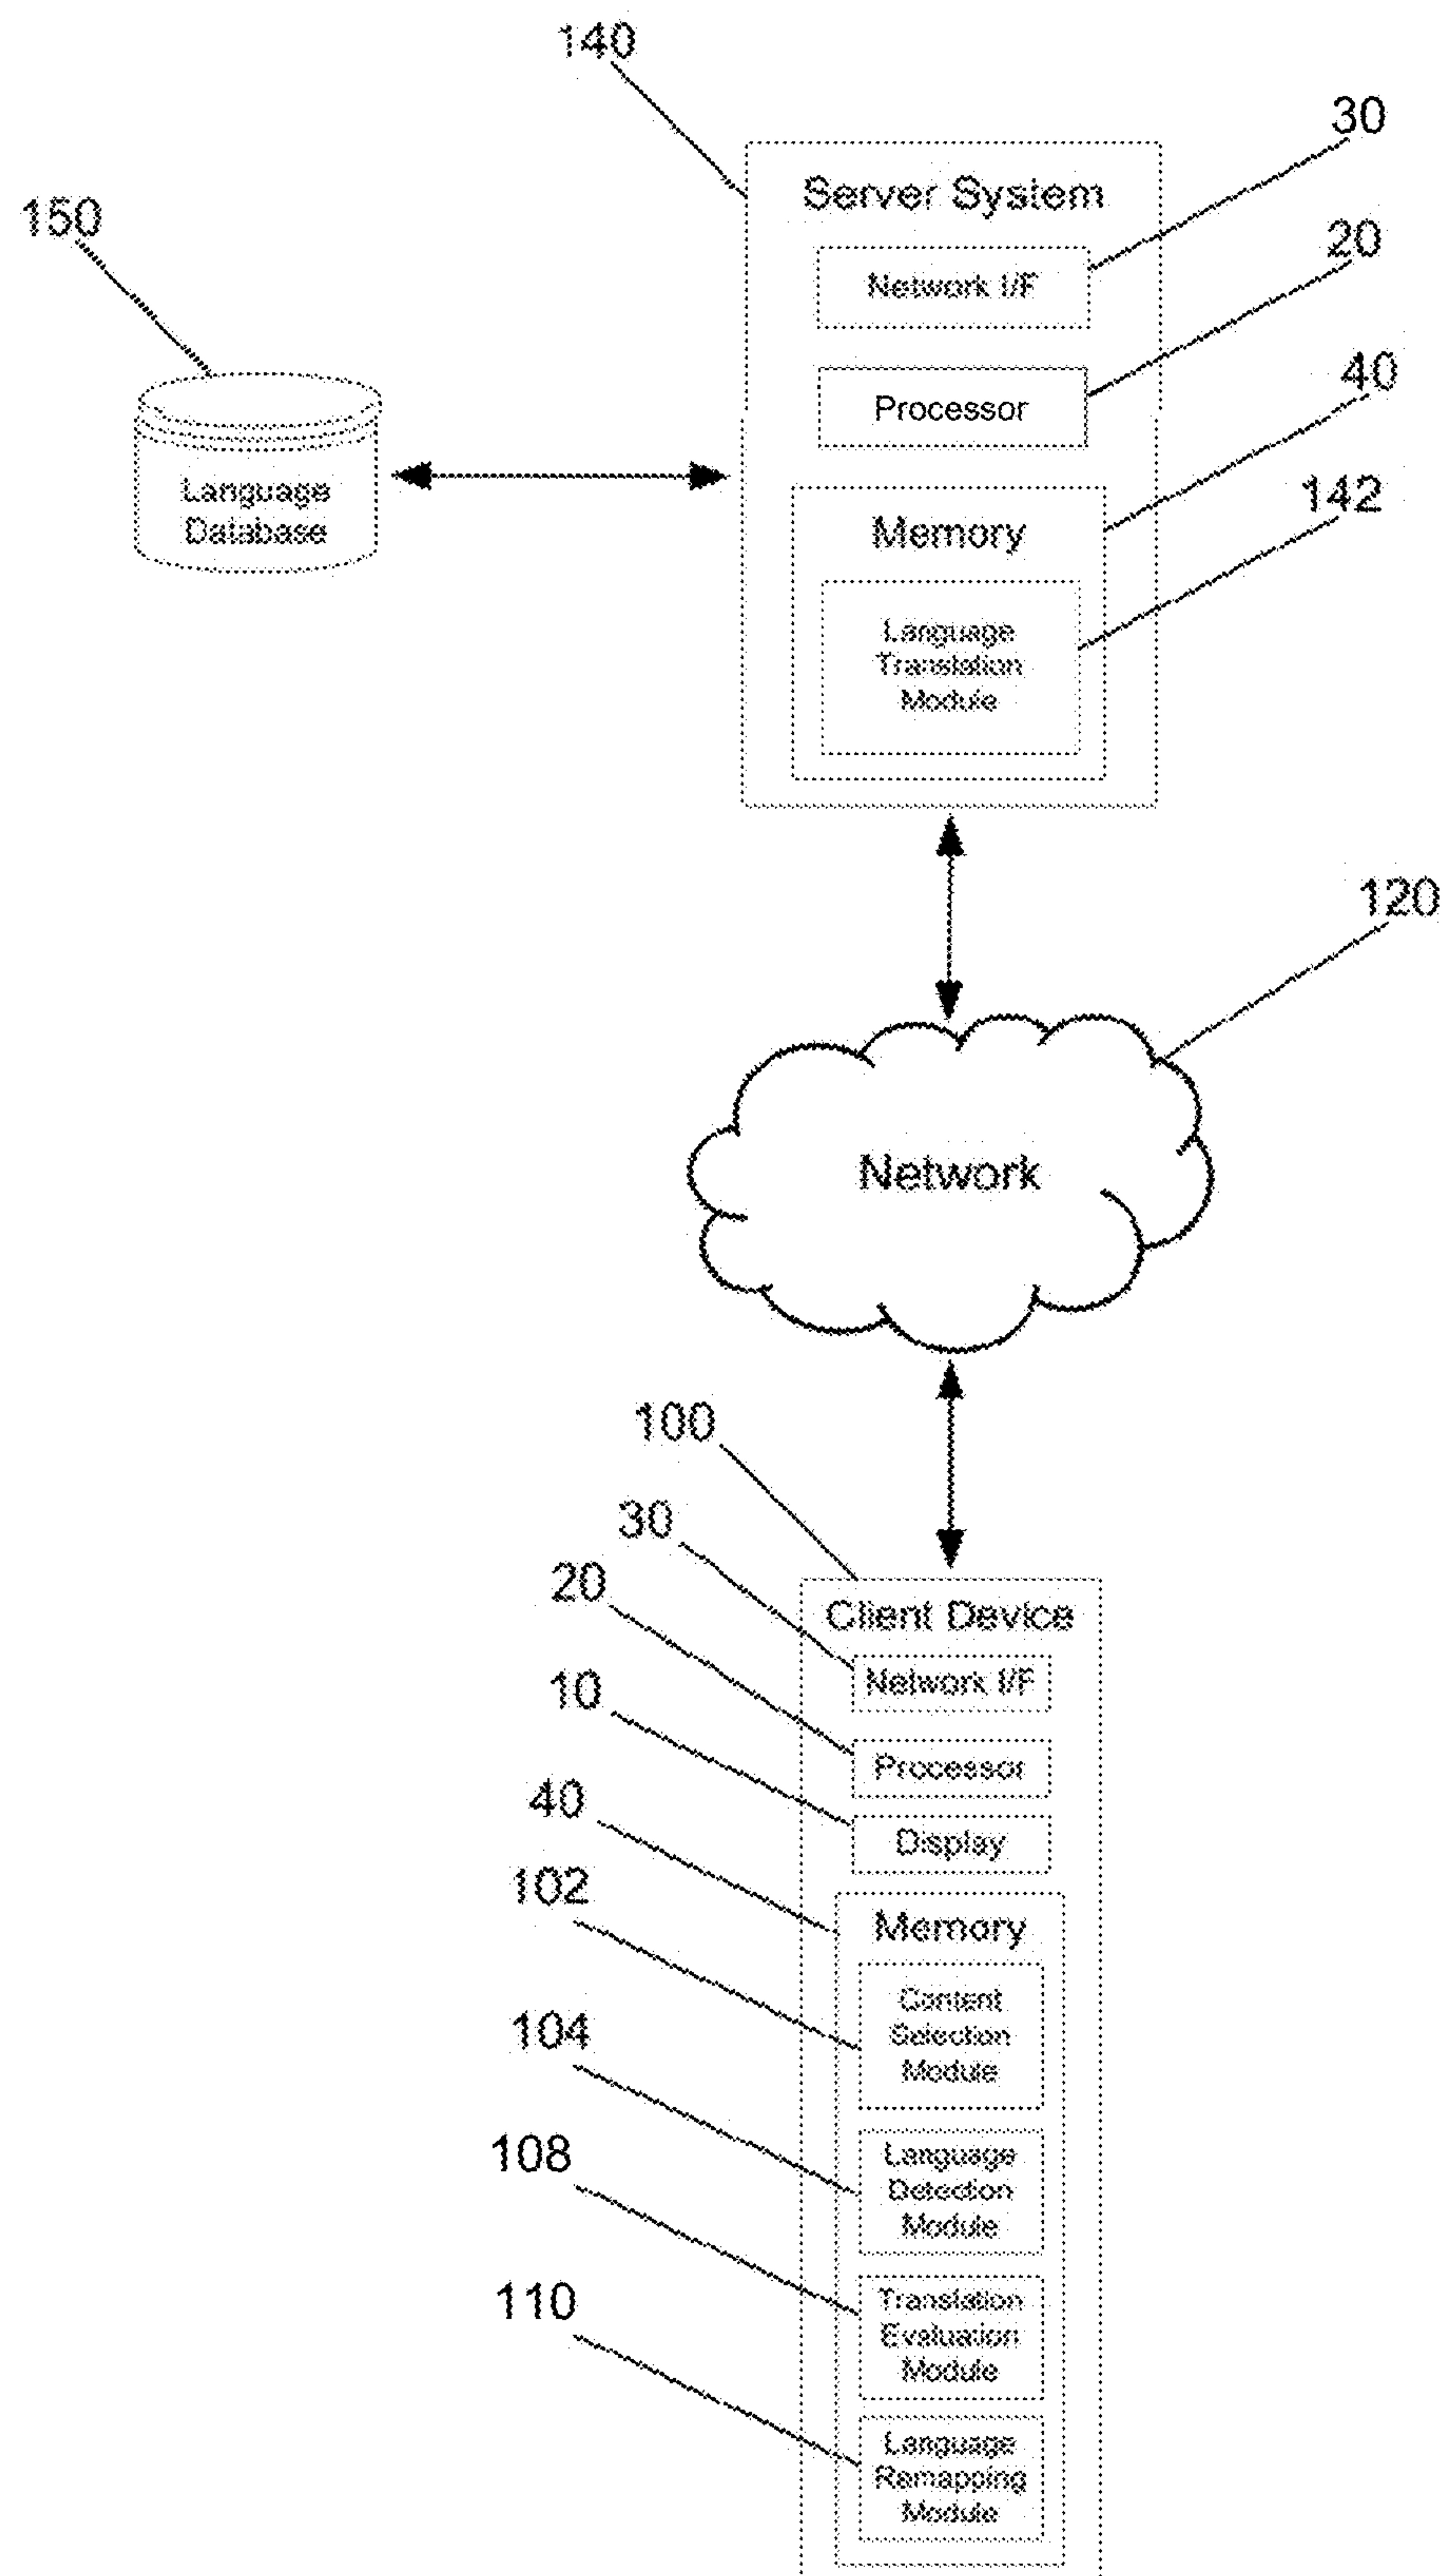 140
30
Server System
150
20
Network I/F
40
Processor
142
Language
Database
Memory
Language
Translation
Module
120
Network
100
30
20
Client Device
10
Network I/F
40
Processor
102
Display
Memory
104
Content
Selection
Module
108
Language
Detection
Module
110
Translation
Evaluation
Module
Language
Remapping
Module